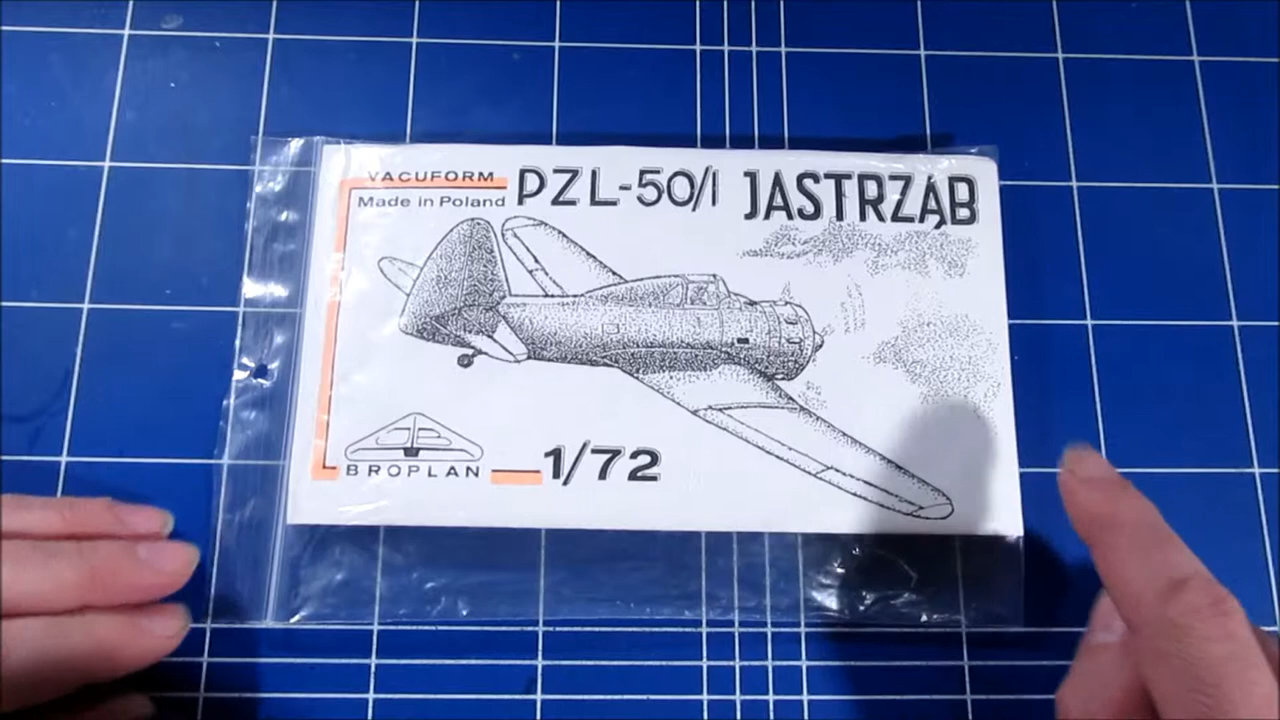 VACUFORM
Made in Poland
PZL-50/I JASTRZĄB
BROPLAN
1/72